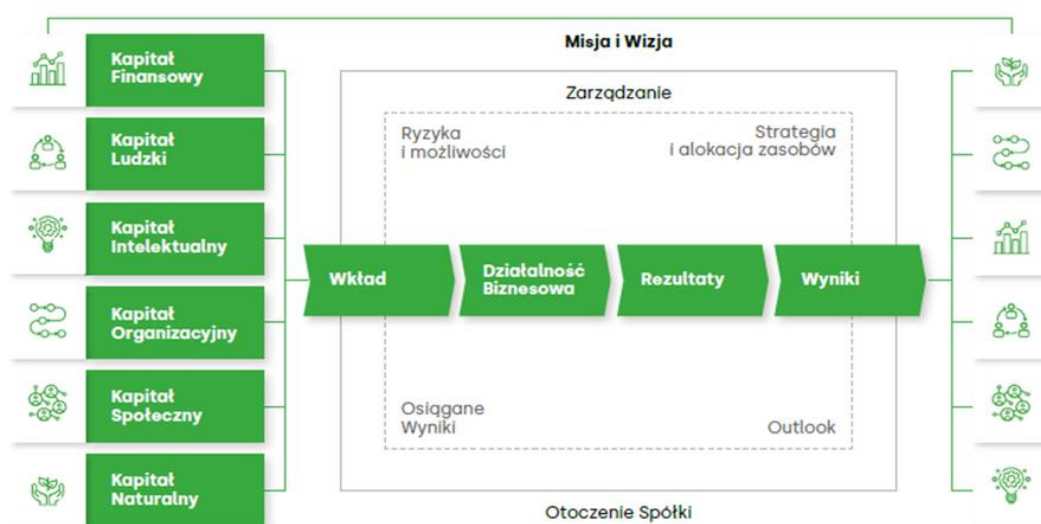 Misja i Wizja
Kapitał
Finansowy
Kapitał
Ludzki
Kapitał
Intelektualny
Kapitał
Organizacyjny
Kapitał
Społeczny
Kapitał
Naturalny
Zarządzanie
Ryzyka
i możliwości
Strategia
i alokacja zasobów
Wkład
Działalność
Biznesowa
Rezultaty
Wyniki
Osiągane
Wyniki
Outlook
Otoczenie Spółki